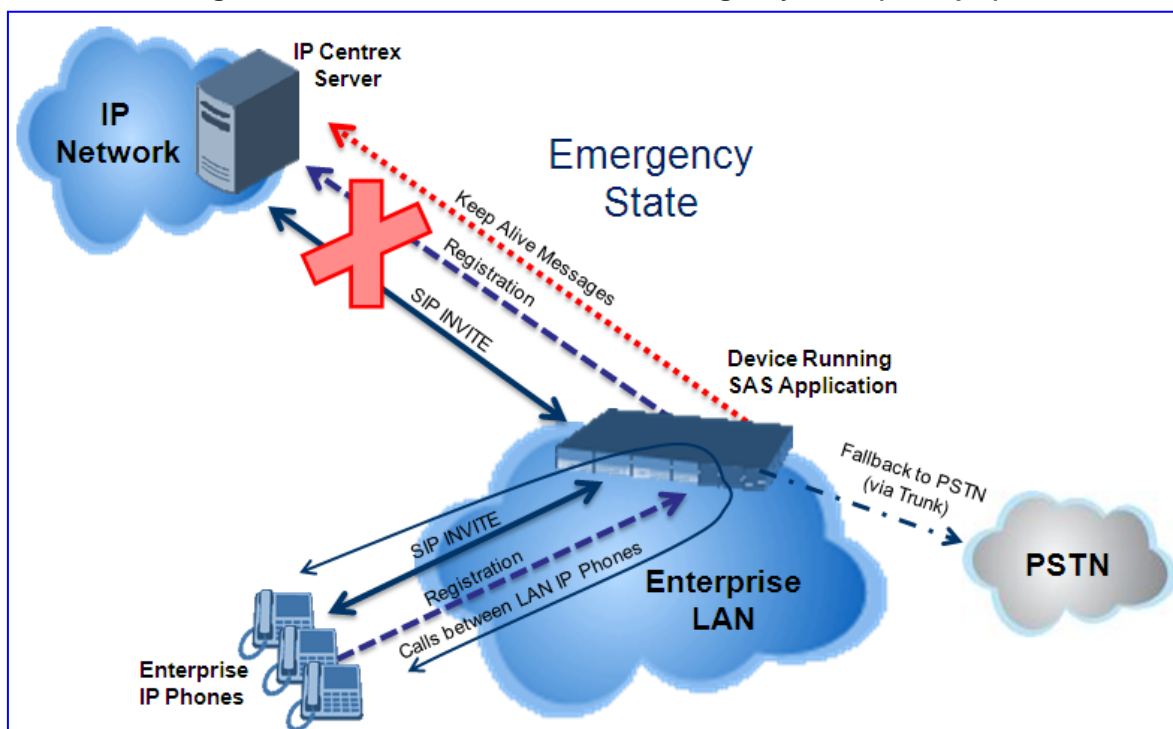 IP Centrex
Server
IP
Network
Emergency
State
Keep Alive Messages
Registration
SIP INVITE
Device Running
SAS Application
Fallback to PSTN
(via Trunk)
PSTN
SIP INVITE
Registration
Calls between LAN IP Phones
Enterprise
LAN
Enterprise
IP Phones